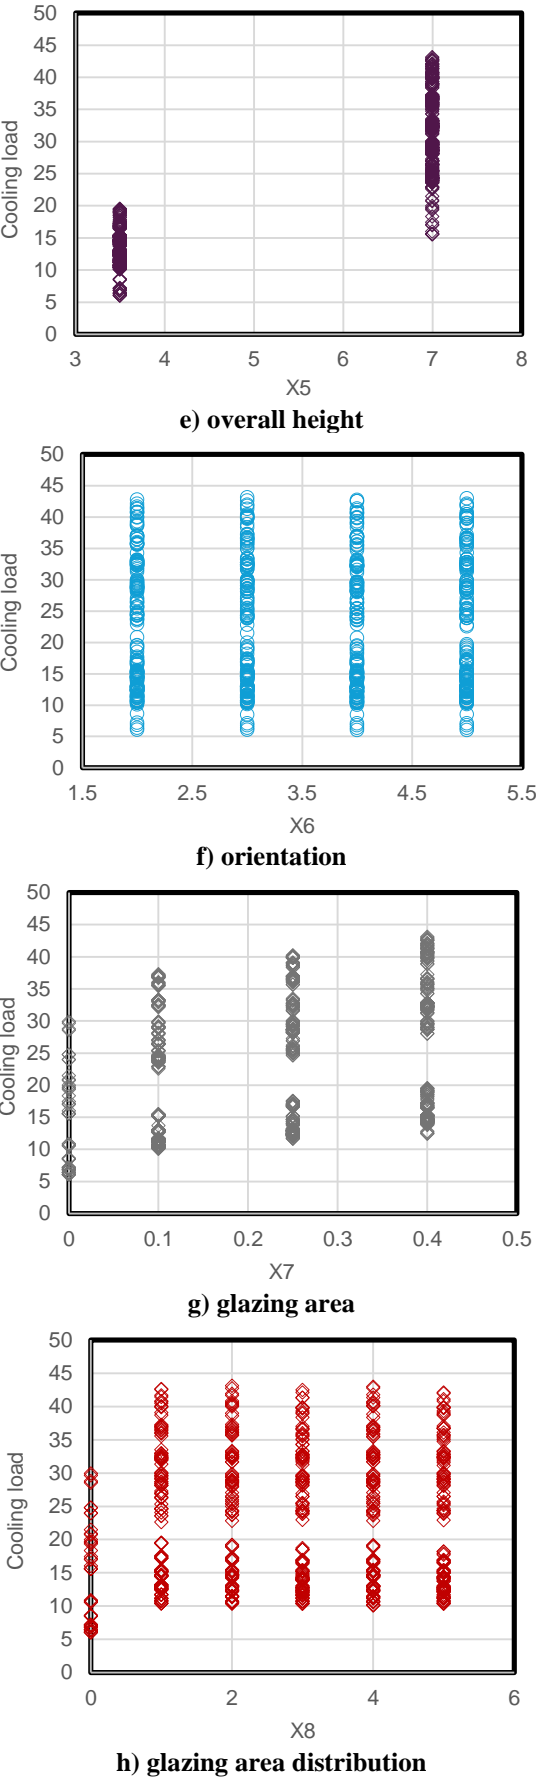 50
45
40
35
30
25
20
15
10
5
0
Cooling load
3 4 5 6 7 8
X5
e) overall height
50
45
40
35
30
25
20
15
10
5
0
Cooling load
1.5 2.5 3.5 4.5 5.5
X6
f) orientation
50
45
40
35
30
25
20
15
10
5
0
Cooling load
0 0.1 0.2 0.3 0.4 0.5
X7
g) glazing area
50
45
40
35
30
25
20
15
10
5
0
Cooling load
0 2 4 6
X8
h) glazing area distribution